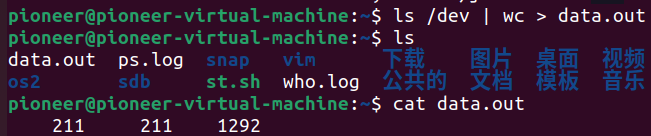 pioneer@pioneer-virtual-machine:~$ ls /dev | wc > data.out
pioneer@pioneer-virtual-machine:~$ ls
data.out ps.log snap vim 下载 图片 桌面 视频
os2 sdb st.sh who.log 公共的 文档 模板 音乐
pioneer@pioneer-virtual-machine:~$ cat data.out
211 211 1292